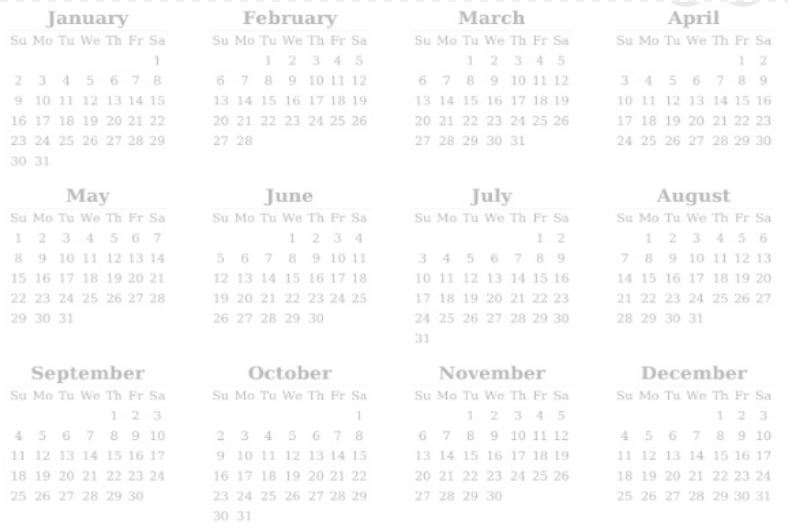 January
Su Mo Tu We Th Fr Sa
1
2 3 4 5 6 7 8
9 10 11 12 13 14 15
16 17 18 19 20 21 22
23 24 25 26 27 28 29
30 31
February
Su Mo Tu We Th Fr Sa
1 2 3 4 5
6 7 8 9 10 11 12
13 14 15 16 17 18 19
20 21 22 23 24 25 26
27 28
March
Su Mo Tu We Th Fr Sa
1 2 3 4 5
6 7 8 9 10 11 12
13 14 15 16 17 18 19
20 21 22 23 24 25 26
27 28 29 30 31
April
Su Mo Tu We Th Fr Sa
1 2
3 4 5 6 7 8 9
10 11 12 13 14 15 16
17 18 19 20 21 22 23
24 25 26 27 28 29 30
May
Su Mo Tu We Th Fr Sa
1 2 3 4 5 6 7
8 9 10 11 12 13 14
15 16 17 18 19 20 21
22 23 24 25 26 27 28
29 30 31
June
Su Mo Tu We Th Fr Sa
1 2 3 4
5 6 7 8 9 10 11
12 13 14 15 16 17 18
19 20 21 22 23 24 25
26 27 28 29 30
July
Su Mo Tu We Th Fr Sa
1 2
3 4 5 6 7 8 9
10 11 12 13 14 15 16
17 18 19 20 21 22 23
24 25 26 27 28 29 30
31
August
Su Mo Tu We Th Fr Sa
1 2 3 4 5 6
7 8 9 10 11 12 13
14 15 16 17 18 19 20
21 22 23 24 25 26 27
28 29 30 31
September
Su Mo Tu We Th Fr Sa
1 2 3
4 5 6 7 8 9 10
11 12 13 14 15 16 17
18 19 20 21 22 23 24
25 26 27 28 29 30
October
Su Mo Tu We Th Fr Sa
1
2 3 4 5 6 7 8
9 10 11 12 13 14 15
16 17 18 19 20 21 22
23 24 25 26 27 28 29
30 31
November
Su Mo Tu We Th Fr Sa
1 2 3 4 5
6 7 8 9 10 11 12
13 14 15 16 17 18 19
20 21 22 23 24 25 26
27 28 29 30
December
Su Mo Tu We Th Fr Sa
1 2 3
4 5 6 7 8 9 10
11 12 13 14 15 16 17
18 19 20 21 22 23 24
25 26 27 28 29 30 31